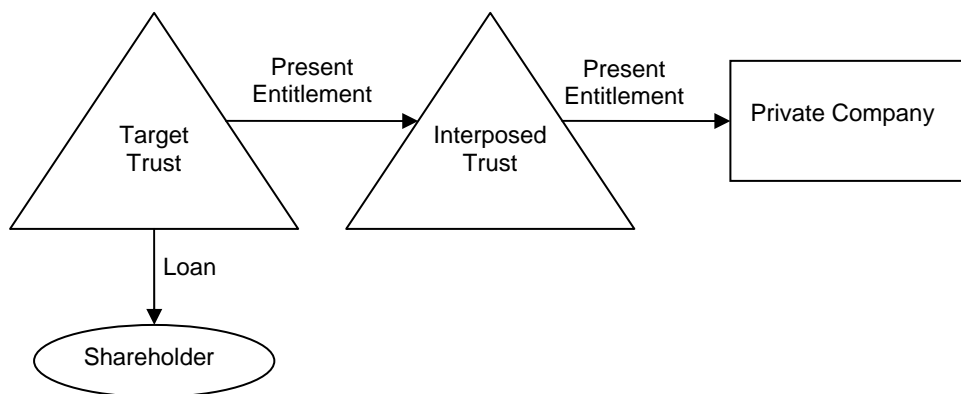 Present
Entitlement
Present
Entitlement
Target
Trust
Interposed
Trust
Private Company
Loan
Shareholder